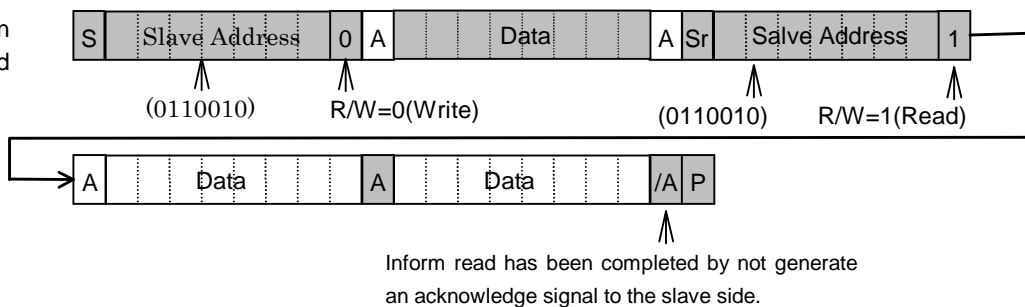 S Slave Address 0 A Data A Sr Salve Address 1
(0110010) R/W=0(Write) (0110010) R/W=1(Read)
A Data A Data /A P
Inform read has been completed by not generate
an acknowledge signal to the slave side.